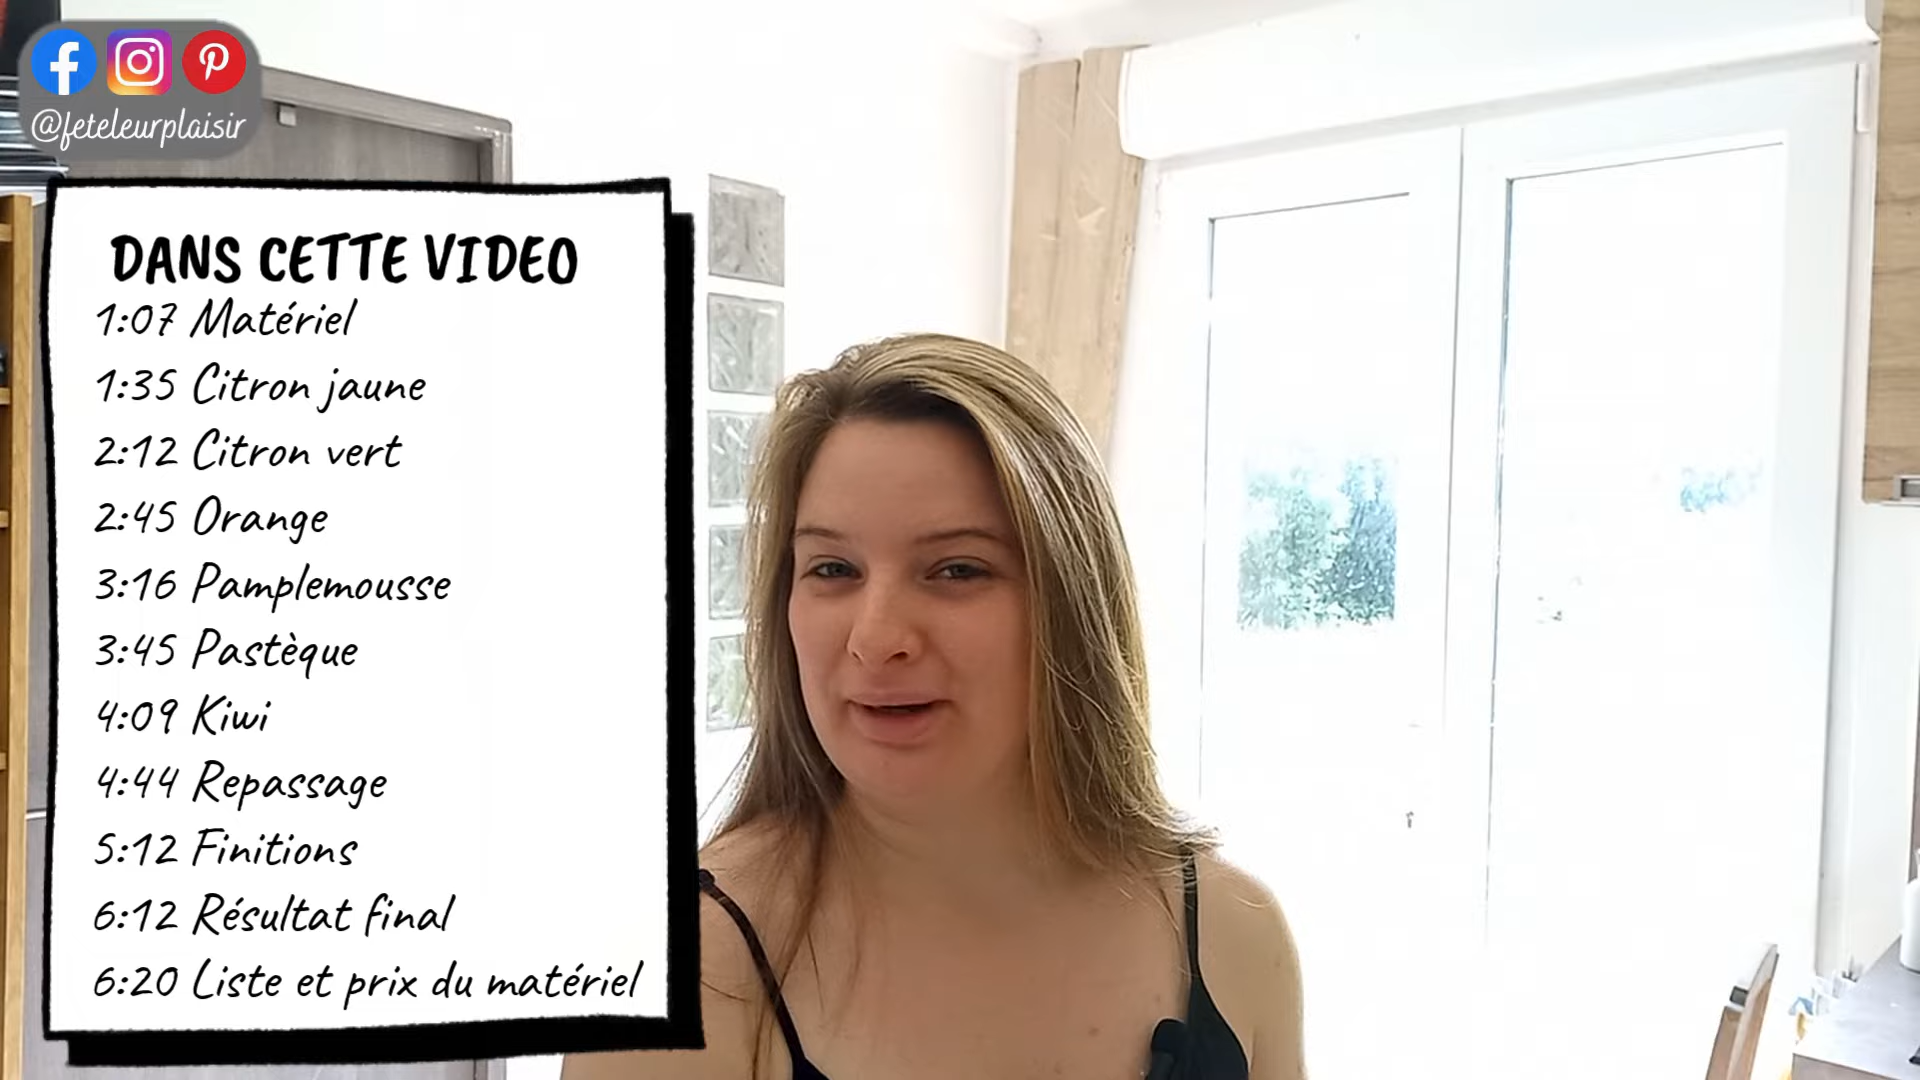 @feteleurplaisir
DANS CETTE VIDEO
1:07 Matériel
1:35 Citron jaune
2:12 Citron vert
2:45 Orange
3:16 Pamplemousse
3:45 Pastèque
4:09 Kiwi
4:44 Repassage
5:12 Finitions
6:12 Résultat final
6:20 Liste et prix du matériel